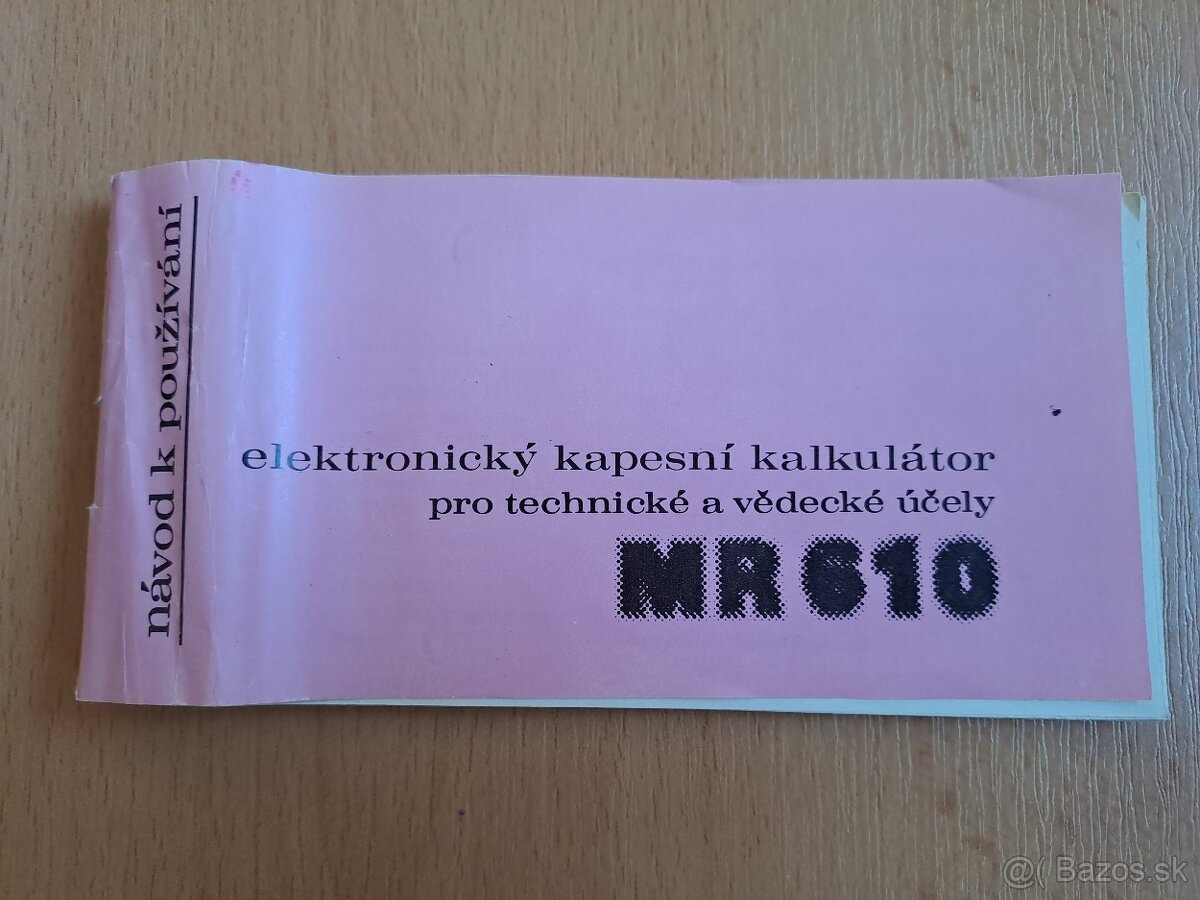 návod k používání
elektronický kapesní kalkulátor
pro technické a vědecké účely
MR 610
@( Bazos.sk